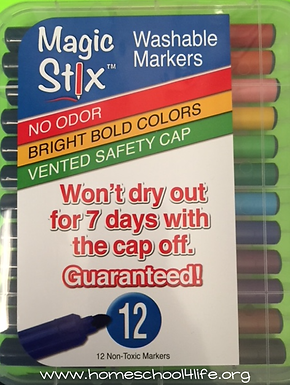 Magic
Stix™
Washable
Markers
NO ODOR
BRIGHT BOLD COLORS
VENTED SAFETY CAP
Won't dry out
for 7 days with
the cap off.
Guaranteed!
12
12 Non-Toxic Markers
www.homeschool4life.org